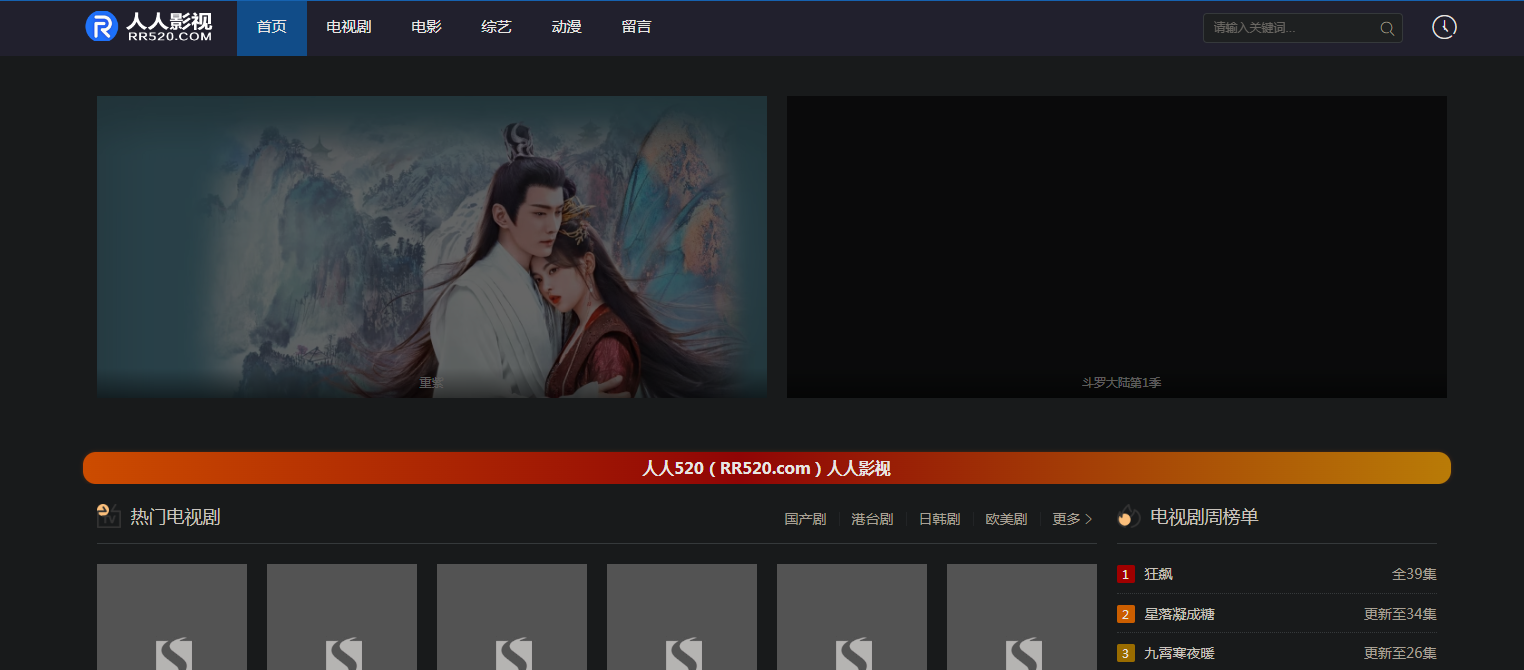 人人影视
RR520.COM
首页 电视剧 电影 综艺 动漫 留言
请输入关键词...
重紫
斗罗大陆第1季
人人520（RR520.com）人人影视
热门电视剧
国产剧 港台剧 日韩剧 欧美剧 更多
电视剧周榜单
1 狂飙 全39集
2 星落凝成糖 更新至34集
3 九霄寒夜暖 更新至26集